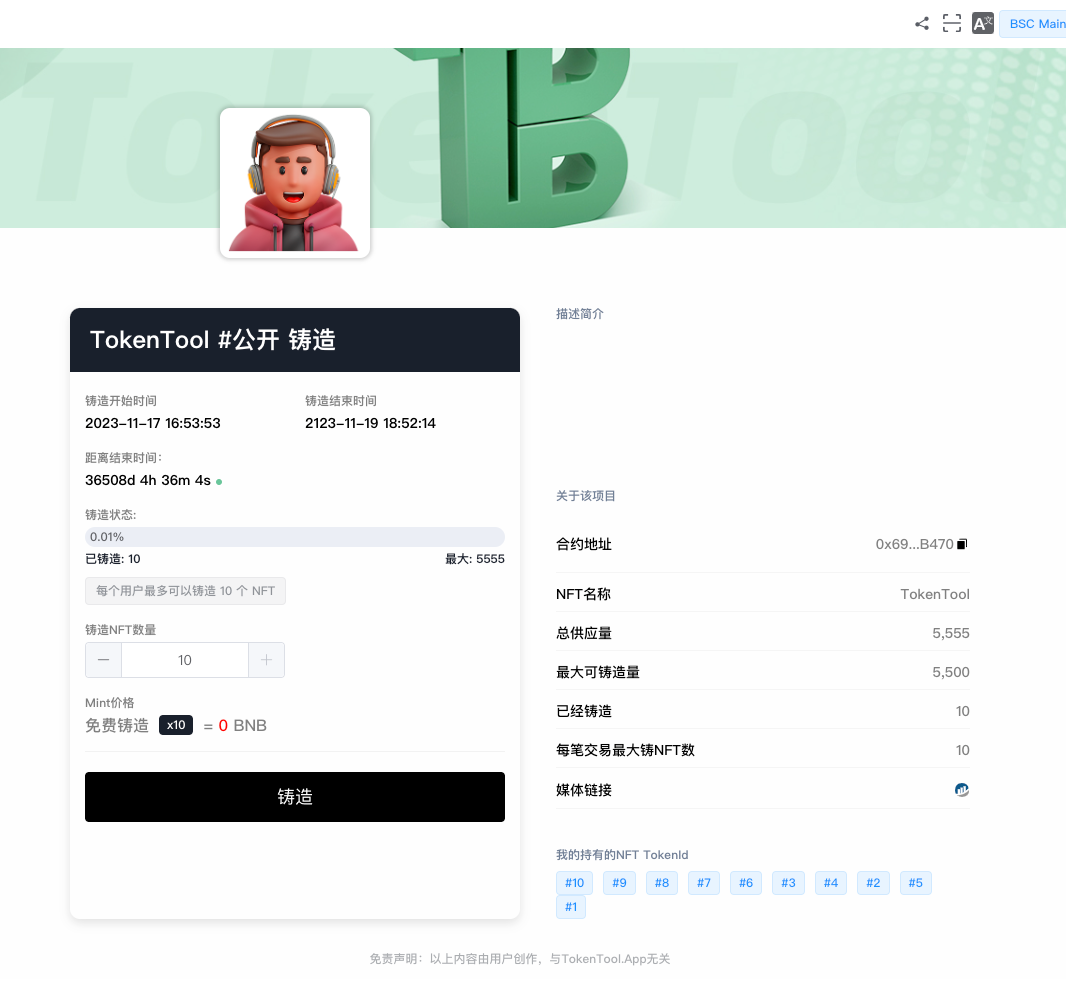 A文
BSC Main
TokenTool
TB
TokenTool #公开 铸造
铸造开始时间
铸造结束时间
2023-11-17 16:53:53
2123-11-19 18:52:14
距离结束时间：
36508d 4h 36m 4s
铸造状态:
0.01%
已铸造: 10
最大: 5555
每个用户最多可以铸造 10 个 NFT
铸造NFT数量
— 10 +
Mint价格
免费铸造 x10 = 0 BNB
铸造
描述简介
关于该项目
合约地址 0x69...B470
NFT名称 TokenTool
总供应量 5,555
最大可铸造量 5,500
已经铸造 10
每笔交易最大铸NFT数 10
媒体链接
我的持有的NFT TokenId
#10 #9 #8 #7 #6 #3 #4 #2 #5
#1
免责声明：以上内容由用户创作，与TokenTool.App无关